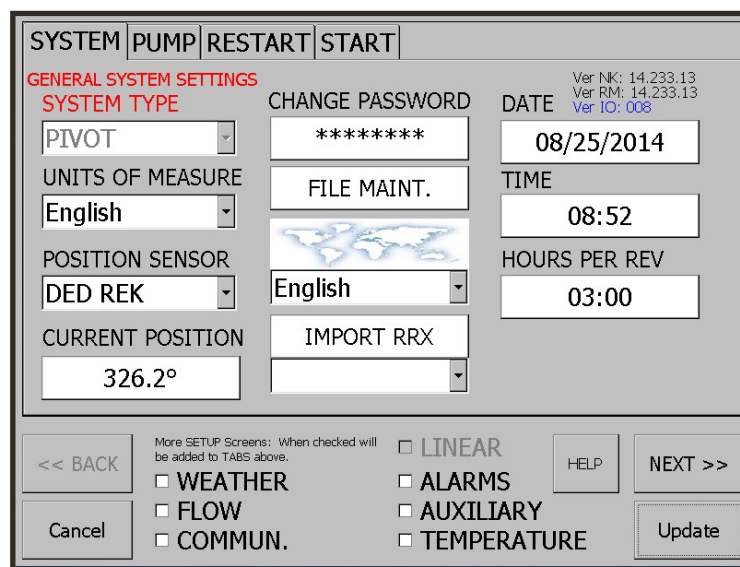 SYSTEM PUMP RESTART START
GENERAL SYSTEM SETTINGS
Ver NK: 14.233.13
Ver RM: 14.233.13
Ver IO: 008
SYSTEM TYPE
PIVOT
UNITS OF MEASURE
English
POSITION SENSOR
DED REK
CURRENT POSITION
326.2°
CHANGE PASSWORD
********
FILE MAINT.
English
IMPORT RRX
DATE
08/25/2014
TIME
08:52
HOURS PER REV
03:00
<< BACK
Cancel
More SETUP Screens: When checked will
be added to TABS above.
WEATHER
FLOW
COMMUN.
LINEAR
ALARMS
AUXILIARY
TEMPERATURE
HELP
NEXT >>
Update